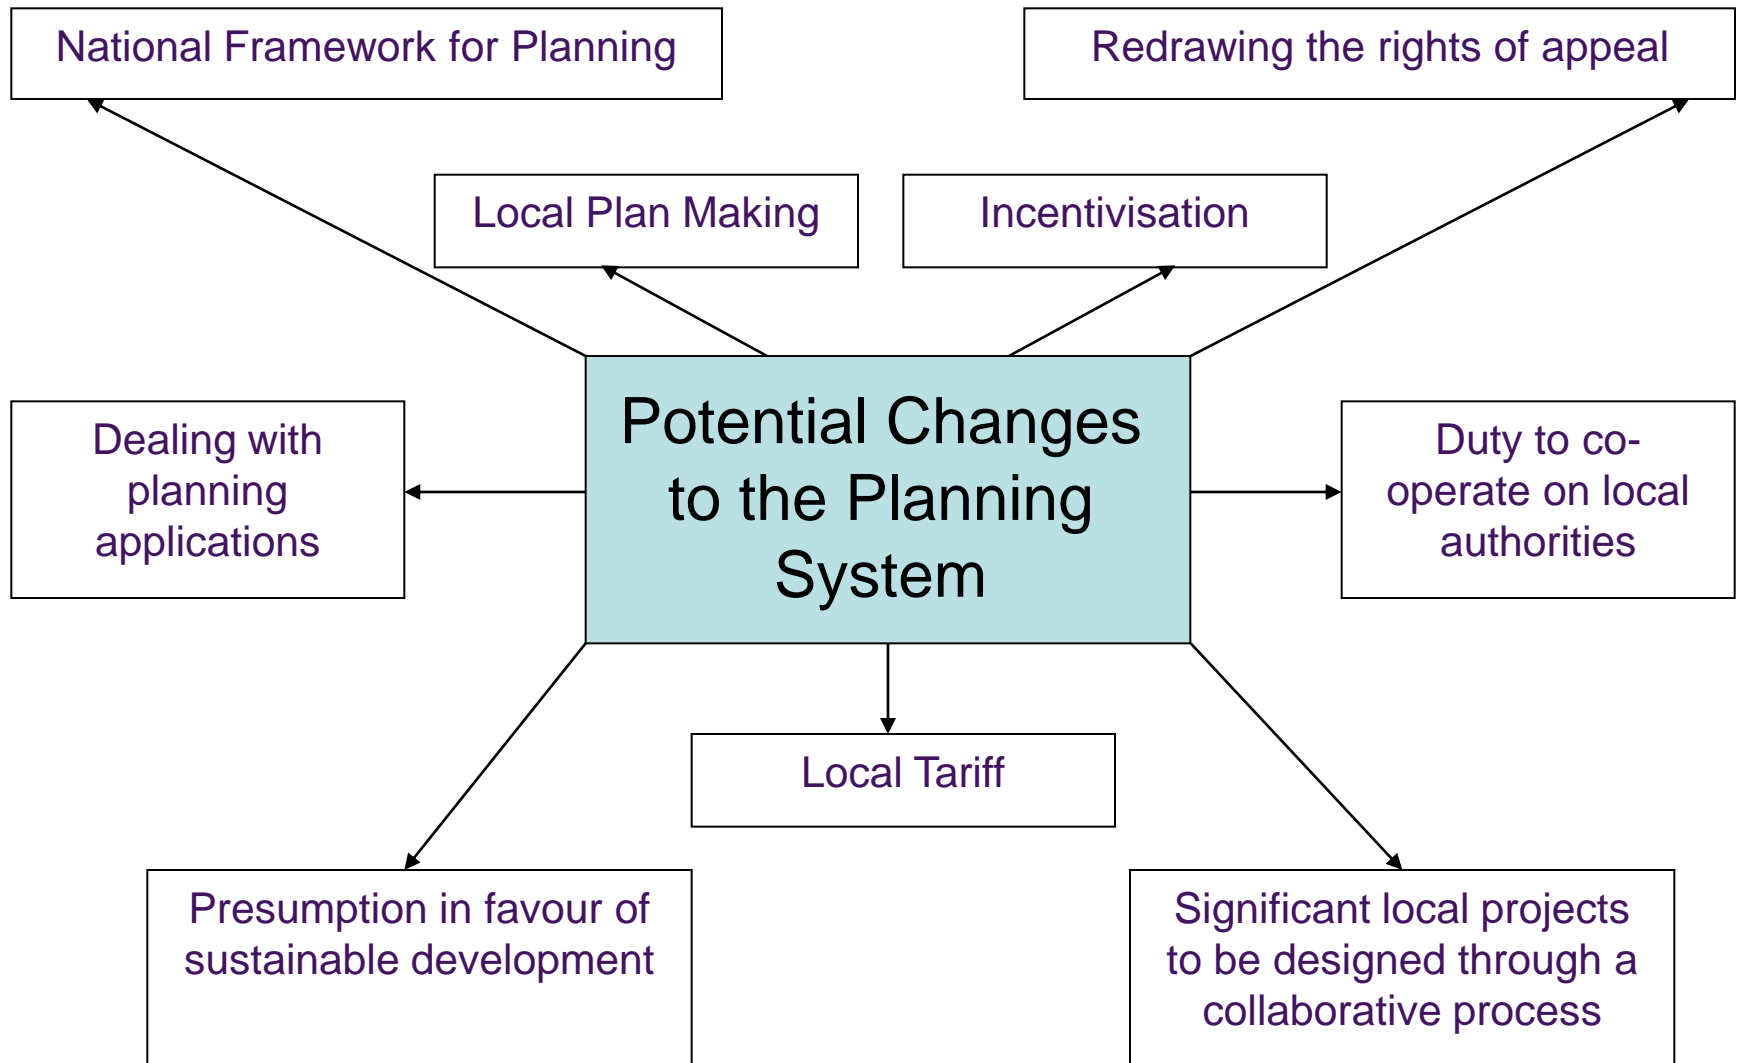 National Framework for Planning
Redrawing the rights of appeal
Local Plan Making
Incentivisation
Potential Changes
to the Planning
System
Dealing with
planning
applications
Duty to co-
operate on local
authorities
Local Tariff
Presumption in favour of
sustainable development
Significant local projects
to be designed through a
collaborative process